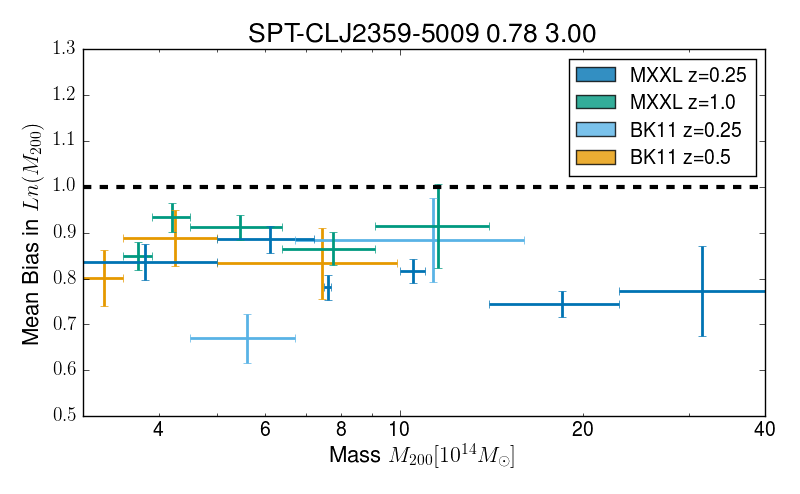 SPT-CLJ2359-5009 0.78 3.00
1.3
1.2
1.1
1.0
0.9
0.8
0.7
0.6
0.5
Mean Bias in Ln(M₂₀₀)
MXXL z=0.25
MXXL z=1.0
BK11 z=0.25
BK11 z=0.5
4 6 8 10 20 40
Mass M₂₀₀[10¹⁴M☉]